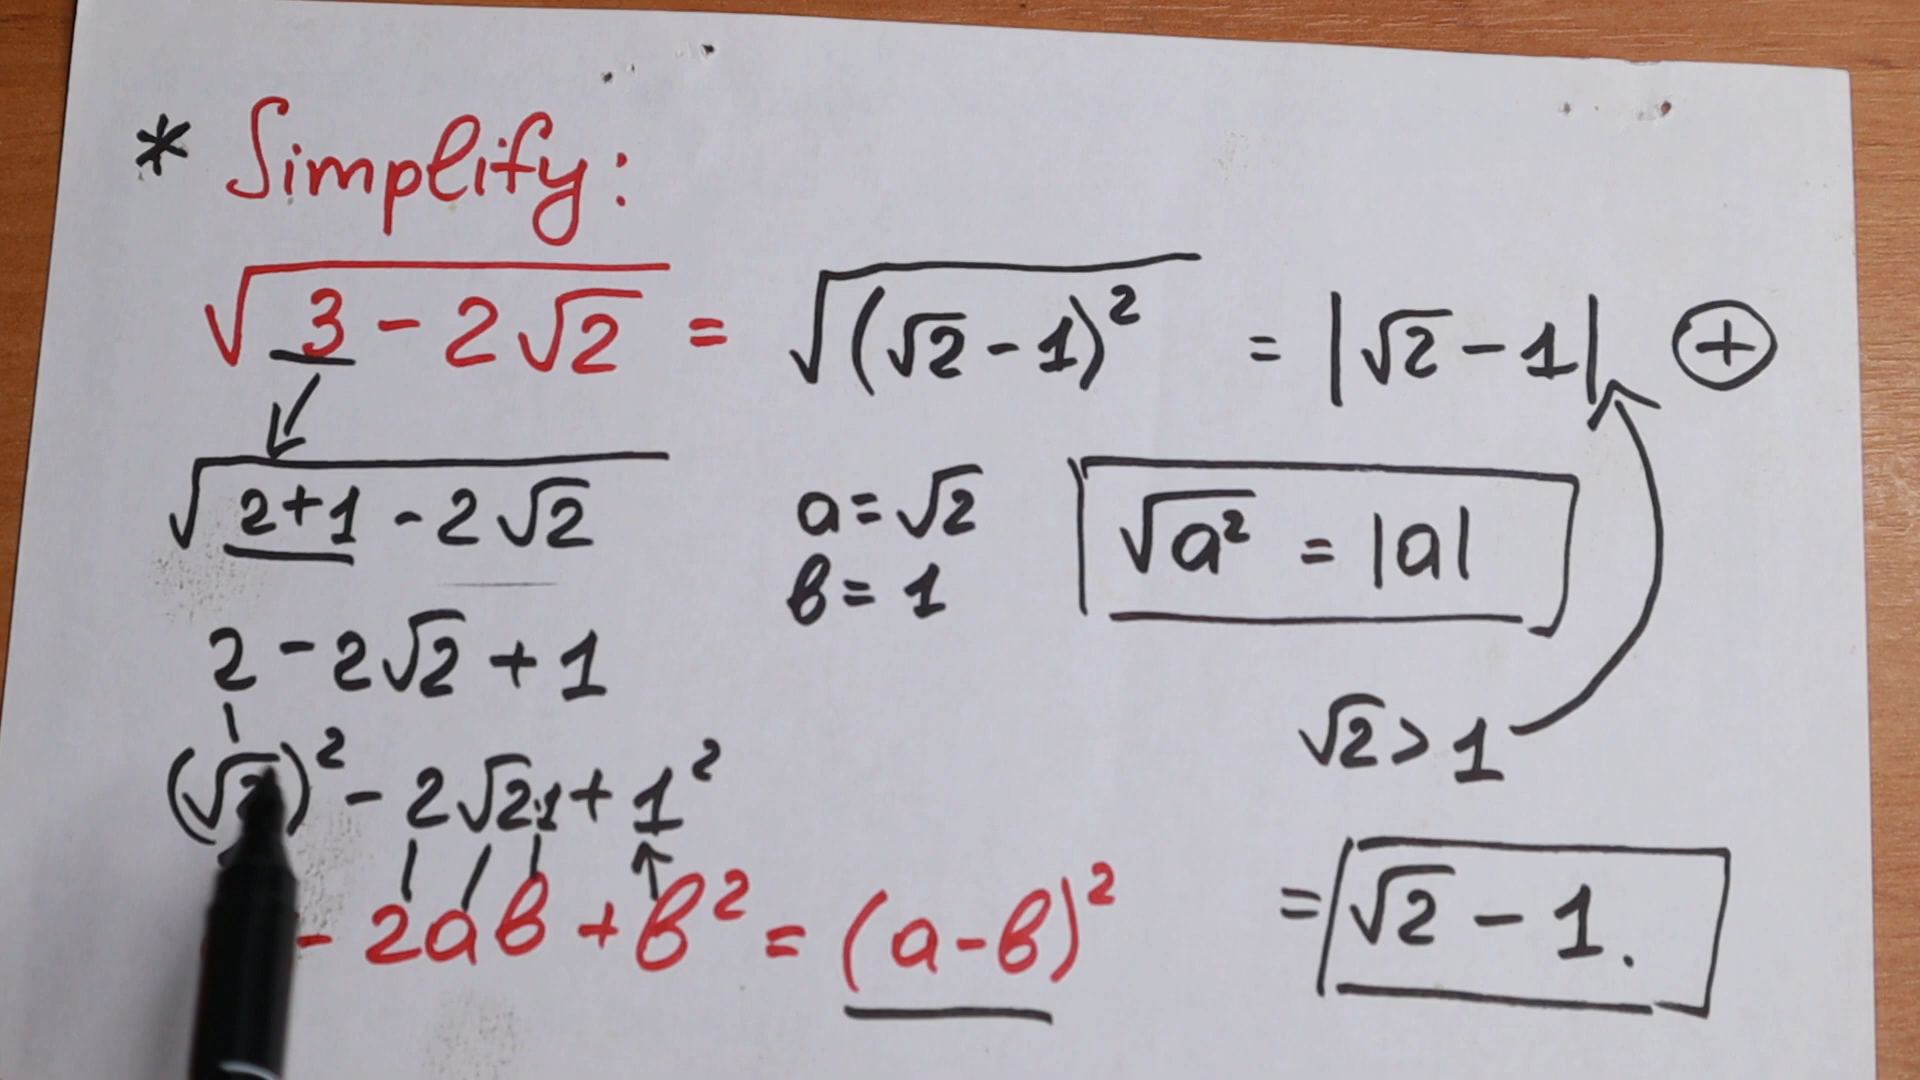 * Simplify:
√(3 - 2√2) = √((√2 - 1)²) = |√2 - 1| ⊕
√(2+1 - 2√2)
a = √2
b = 1
√a² = |a|
2 - 2√2 + 1
(√2)² - 2√2·1 + 1²
√2 > 1
- 2ab + b² = (a - b)²
= √2 - 1.